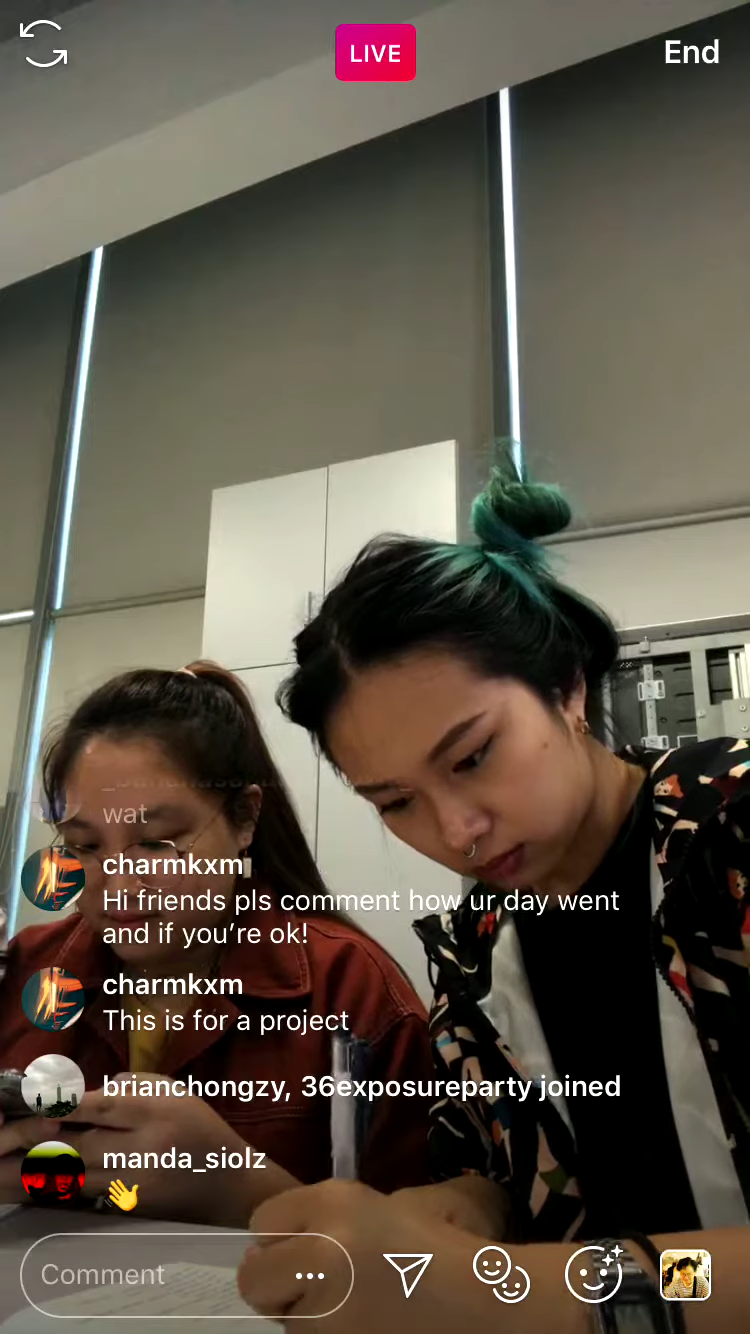 LIVE
End
wat
charmkxm
Hi friends pls comment how ur day went
and if you’re ok!
charmkxm
This is for a project
brianchongzy, 36exposureparty joined
manda_siolz
👋
Comment